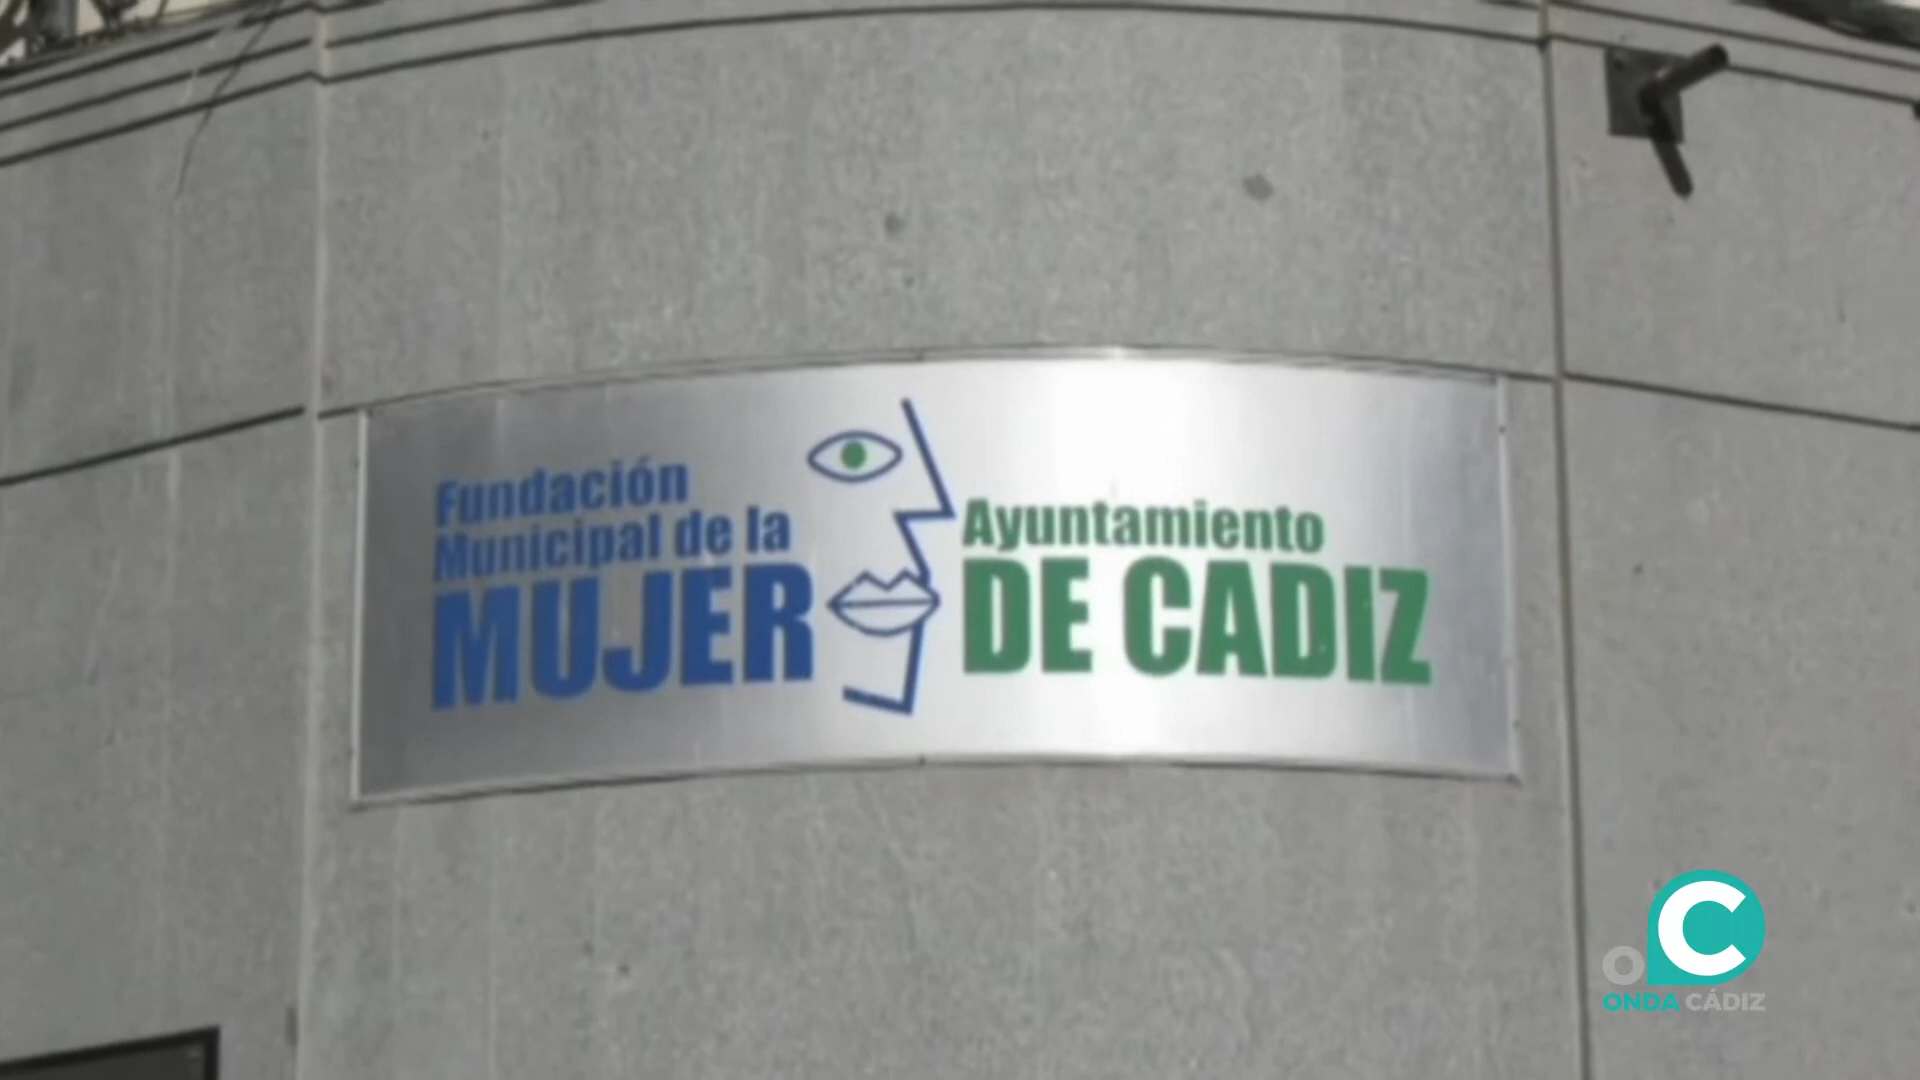 Fundación
Municipal de la
MUJER
Ayuntamiento
DE CADIZ
O C
ONDA CÁDIZ